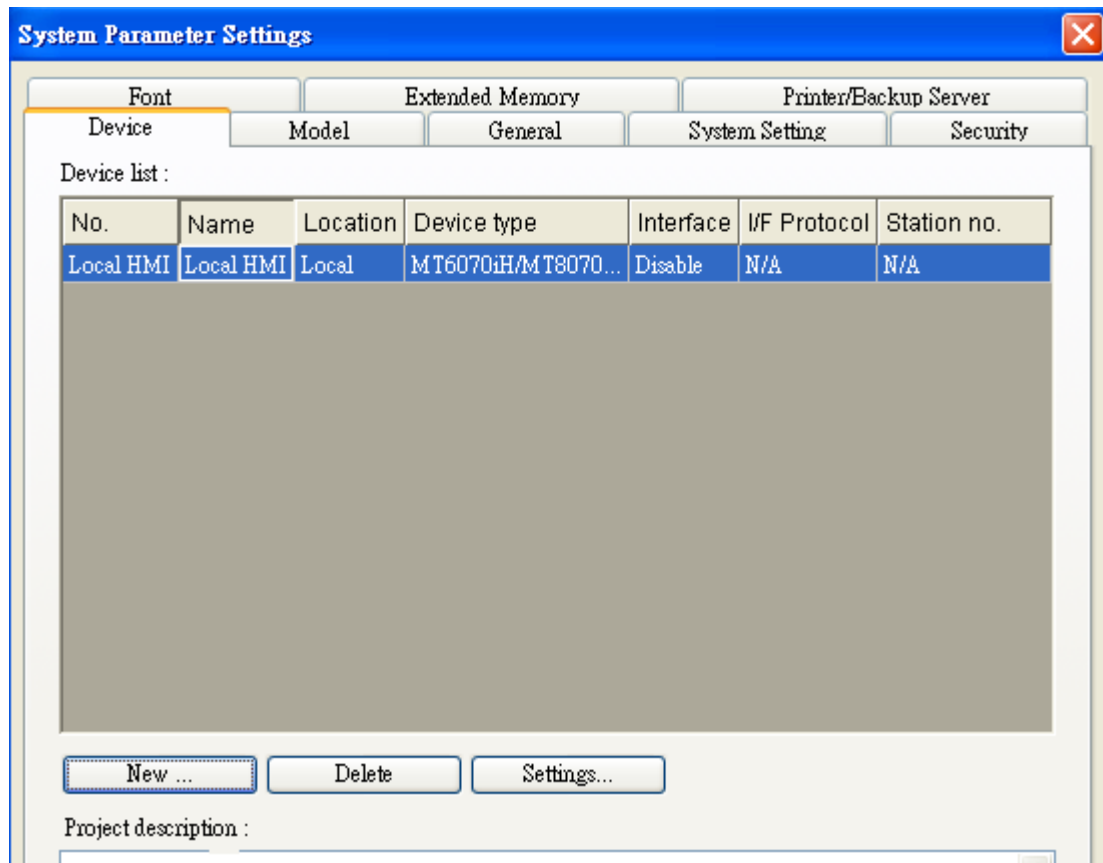 System Parameter Settings
Font Extended Memory Printer/Backup Server
Device Model General System Setting Security
Device list :
No. Name Location Device type Interface I/F Protocol Station no.
Local HMI Local HMI Local MT6070iH/MT8070... Disable N/A N/A
New ... Delete Settings...
Project description :